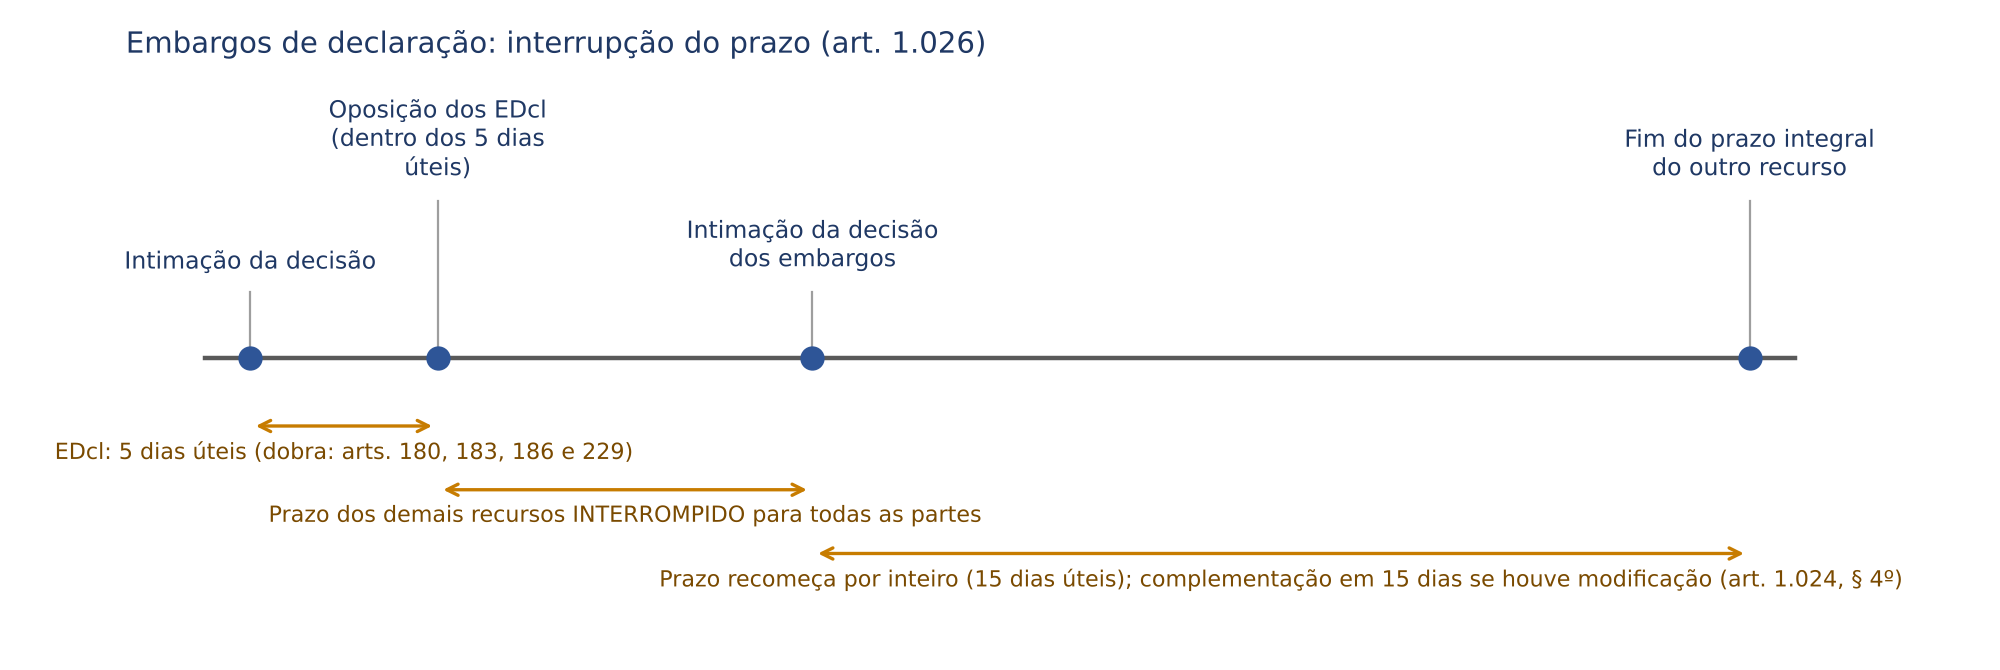 Embargos de declaração: interrupção do prazo (art. 1.026)
Oposição dos EDcl
(dentro dos 5 dias
úteis)
Fim do prazo integral
do outro recurso
Intimação da decisão
dos embargos
Intimação da decisão
EDcl: 5 dias úteis (dobra: arts. 180, 183, 186 e 229)
Prazo dos demais recursos INTERROMPIDO para todas as partes
Prazo recomeça por inteiro (15 dias úteis); complementação em 15 dias se houve modificação (art. 1.024, § 4º)